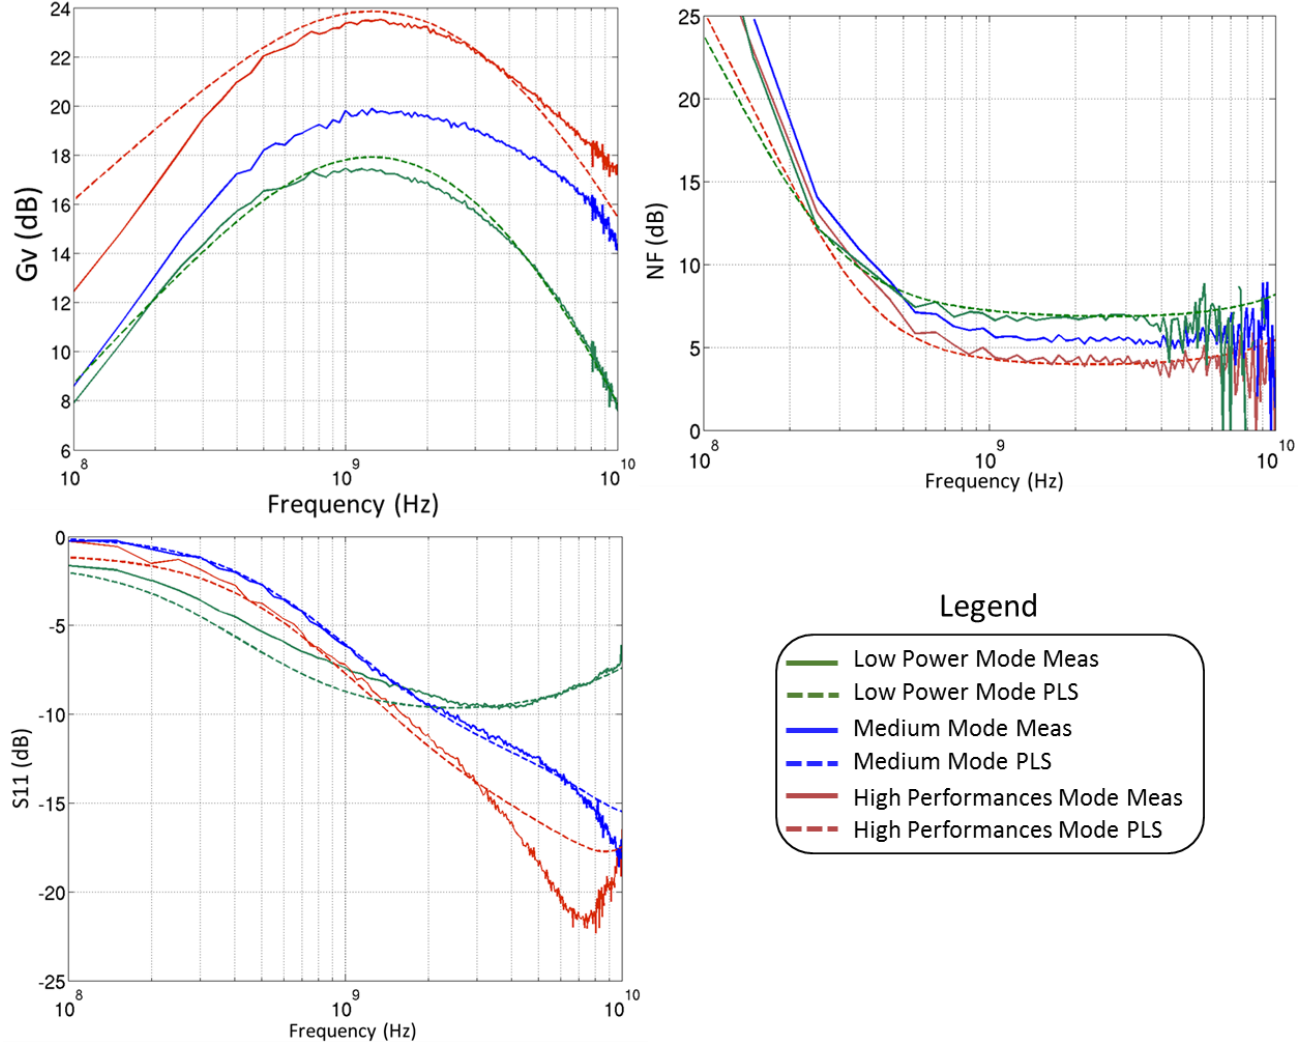 24
22
20
18
16
14
12
10
8
6
Gv (dB)
10^8
10^9
10^10
Frequency (Hz)
25
20
15
10
5
0
NF (dB)
10^8
10^9
10^10
Frequency (Hz)
0
-5
-10
-15
-20
-25
S11 (dB)
10^8
10^9
10^10
Frequency (Hz)
Legend
Low Power Mode Meas
Low Power Mode PLS
Medium Mode Meas
Medium Mode PLS
High Performances Mode Meas
High Performances Mode PLS